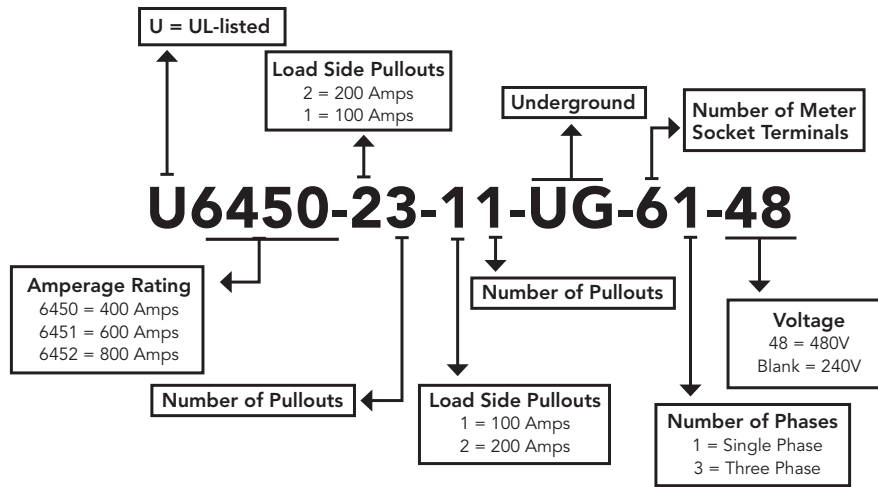 U = UL-listed
Load Side Pullouts
2 = 200 Amps
1 = 100 Amps
Underground
Number of Meter
Socket Terminals
U6450-23-11-UG-61-48
Amperage Rating
6450 = 400 Amps
6451 = 600 Amps
6452 = 800 Amps
Number of Pullouts
Load Side Pullouts
1 = 100 Amps
2 = 200 Amps
Number of Pullouts
Number of Phases
1 = Single Phase
3 = Three Phase
Voltage
48 = 480V
Blank = 240V